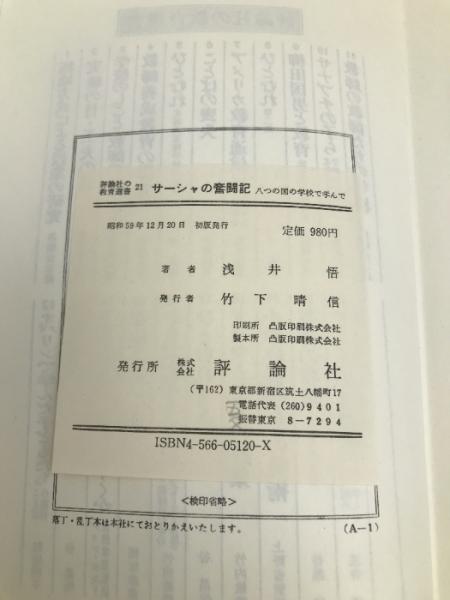 評論社の教育選書 21 サーシャの奮闘記 八つの国の学校で学んで
昭和59年12月20日 初版発行
定価 980円
著者 浅井 悟
発行者 竹下晴信
印刷所 凸版印刷株式会社
製本所 凸版印刷株式会社
発行所 株式会社 評論社
(〒162) 東京都新宿区筑土八幡町17
電話代表 (260)9401
振替東京 8-7294
ISBN4-566-05120-X
<検印省略>
落丁・乱丁本は本社にておとりかえいたします。
(A-1)